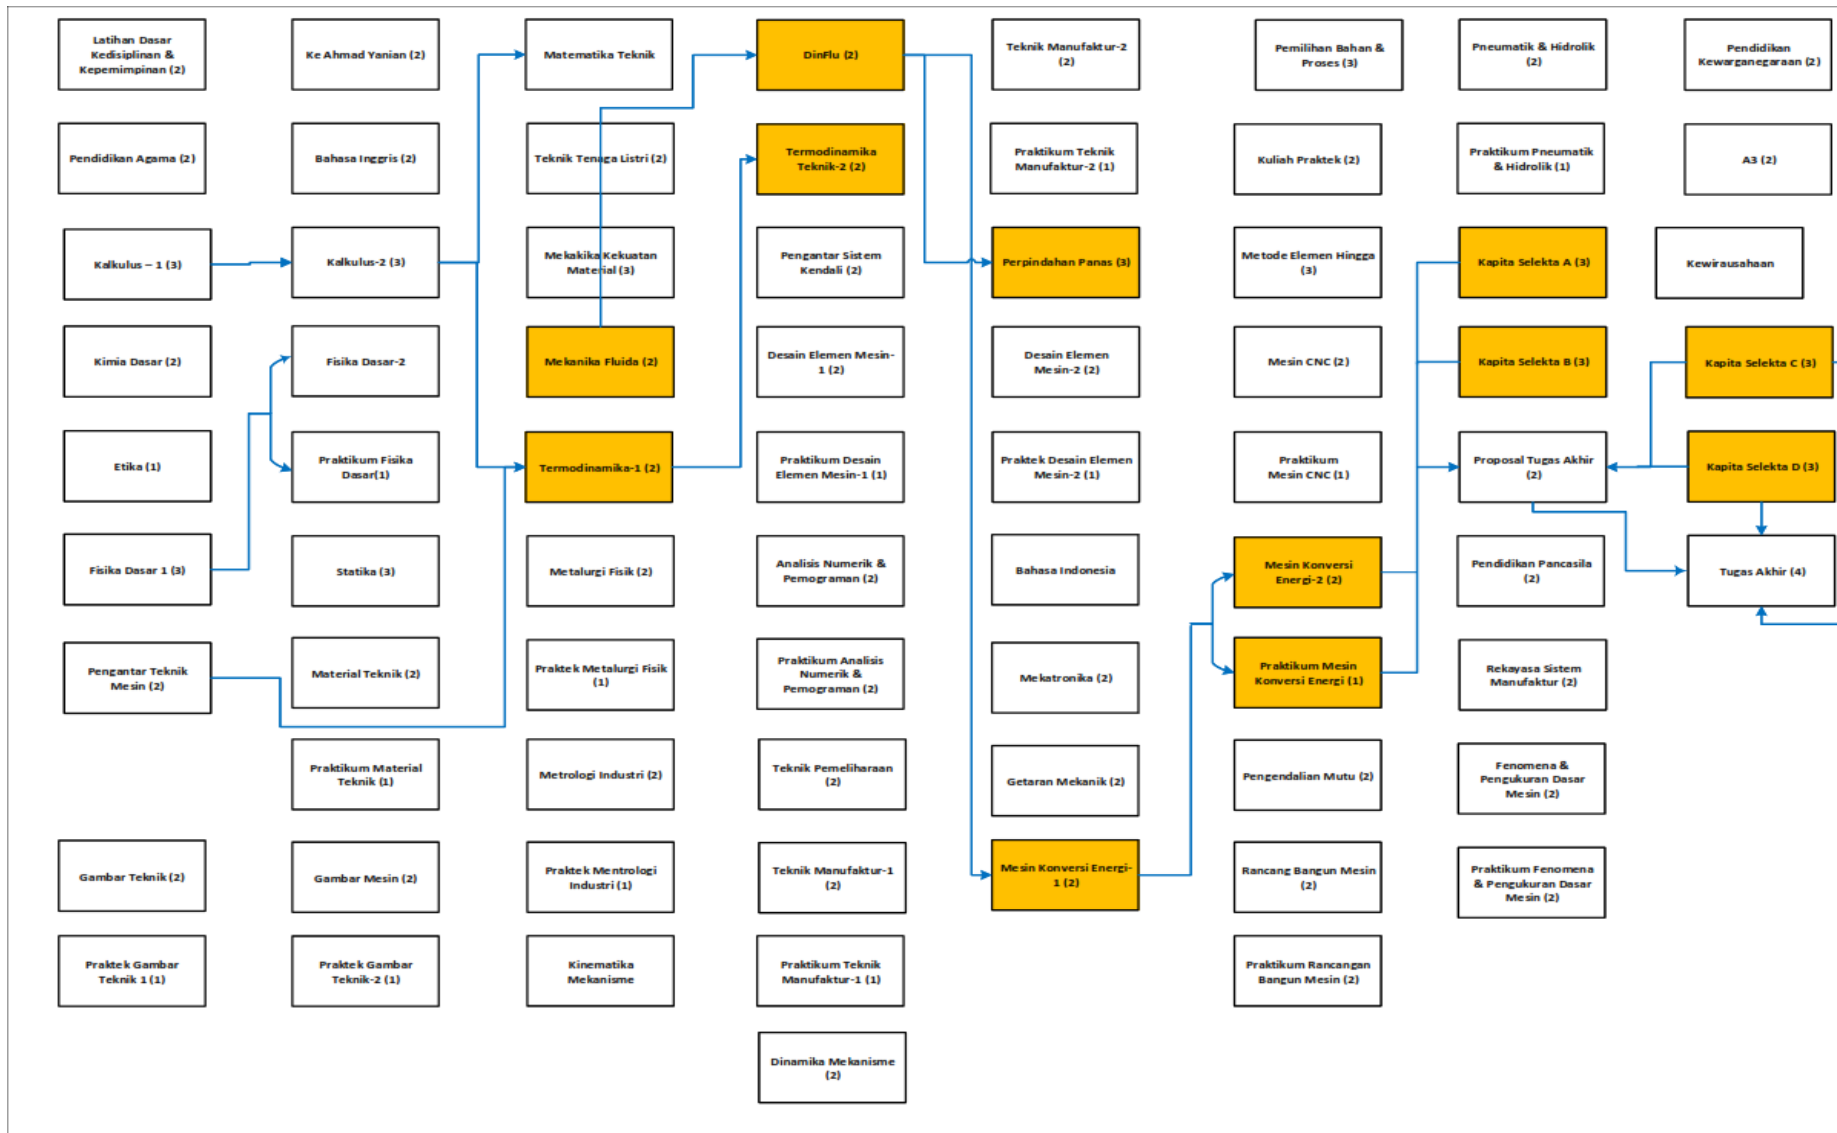 Latihan Dasar
Kedisiplinan &
Kepemimpinan (2)
Pendidikan Agama (2)
Kalkulus – 1 (3)
Kimia Dasar (2)
Etika (1)
Fisika Dasar 1 (3)
Pengantar Teknik
Mesin (2)
Gambar Teknik (2)
Praktek Gambar
Teknik 1 (1)
Ke Ahmad Yanian (2)
Bahasa Inggris (2)
Kalkulus-2 (3)
Fisika Dasar-2
Praktikum Fisika
Dasar(1)
Statika (3)
Material Teknik (2)
Praktikum Material
Teknik (1)
Gambar Mesin (2)
Praktek Gambar
Teknik-2 (1)
Matematika Teknik
Teknik Tenaga Listri (2)
Mekakika Kekuatan
Material (3)
Mekanika Fluida (2)
Termodinamika-1 (2)
Metalurgi Fisik (2)
Praktek Metalurgi Fisik
(1)
Metrologi Industri (2)
Praktek Mentrologi
Industri (1)
Kinematika
Mekanisme
DinFlu (2)
Termodinamika
Teknik-2 (2)
Pengantar Sistem
Kendali (2)
Desain Elemen Mesin-
1 (2)
Praktikum Desain
Elemen Mesin-1 (1)
Analisis Numerik &
Pemograman (2)
Praktikum Analisis
Numerik &
Pemograman (2)
Teknik Pemeliharaan
(2)
Teknik Manufaktur-1
(2)
Praktikum Teknik
Manufaktur-1 (1)
Dinamika Mekanisme
(2)
Teknik Manufaktur-2
(2)
Praktikum Teknik
Manufaktur-2 (1)
Perpindahan Panas (3)
Desain Elemen
Mesin-2 (2)
Praktek Desain Elemen
Mesin-2 (1)
Bahasa Indonesia
Mekatronika (2)
Getaran Mekanik (2)
Mesin Konversi Energi-
1 (2)
Pemilihan Bahan &
Proses (3)
Kuliah Praktek (2)
Metode Elemen Hingga
(3)
Mesin CNC (2)
Praktikum
Mesin CNC (1)
Mesin Konversi
Energi-2 (2)
Praktikum Mesin
Konversi Energi (1)
Pengendalian Mutu (2)
Rancang Bangun Mesin
(2)
Praktikum Rancangan
Bangun Mesin (2)
Pneumatik & Hidrolik
(2)
Praktikum Pneumatik
& Hidrolik (1)
Kapita Selekta A (3)
Kapita Selekta B (3)
Proposal Tugas Akhir
(2)
Pendidikan Pancasila
(2)
Rekayasa Sistem
Manufaktur (2)
Fenomena &
Pengukuran Dasar
Mesin (2)
Praktikum Fenomena
& Pengukuran Dasar
Mesin (2)
Pendidikan
Kewarganegaraan (2)
A3 (2)
Kewirausahaan
Kapita Selekta C (3)
Kapita Selekta D (3)
Tugas Akhir (4)